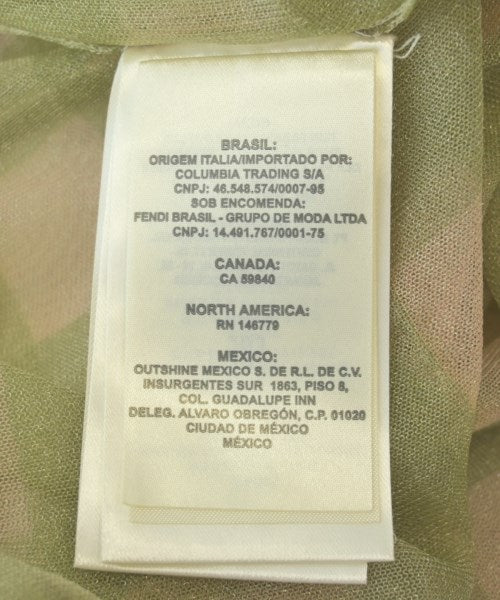 BRASIL:
ORIGEM ITALIA/IMPORTADO POR:
COLUMBIA TRADING S/A
CNPJ: 46.548.574/0007-95
SOB ENCOMENDA:
FENDI BRASIL - GRUPO DE MODA LTDA
CNPJ: 14.491.767/0001-75
CANADA:
CA 59840
NORTH AMERICA:
RN 146779
MEXICO:
OUTSHINE MEXICO S. DE R.L. DE C.V.
INSURGENTES SUR 1863, PISO 8,
COL. GUADALUPE INN
DELEG. ALVARO OBREGÓN, C.P. 01020
CIUDAD DE MÉXICO
MÉXICO